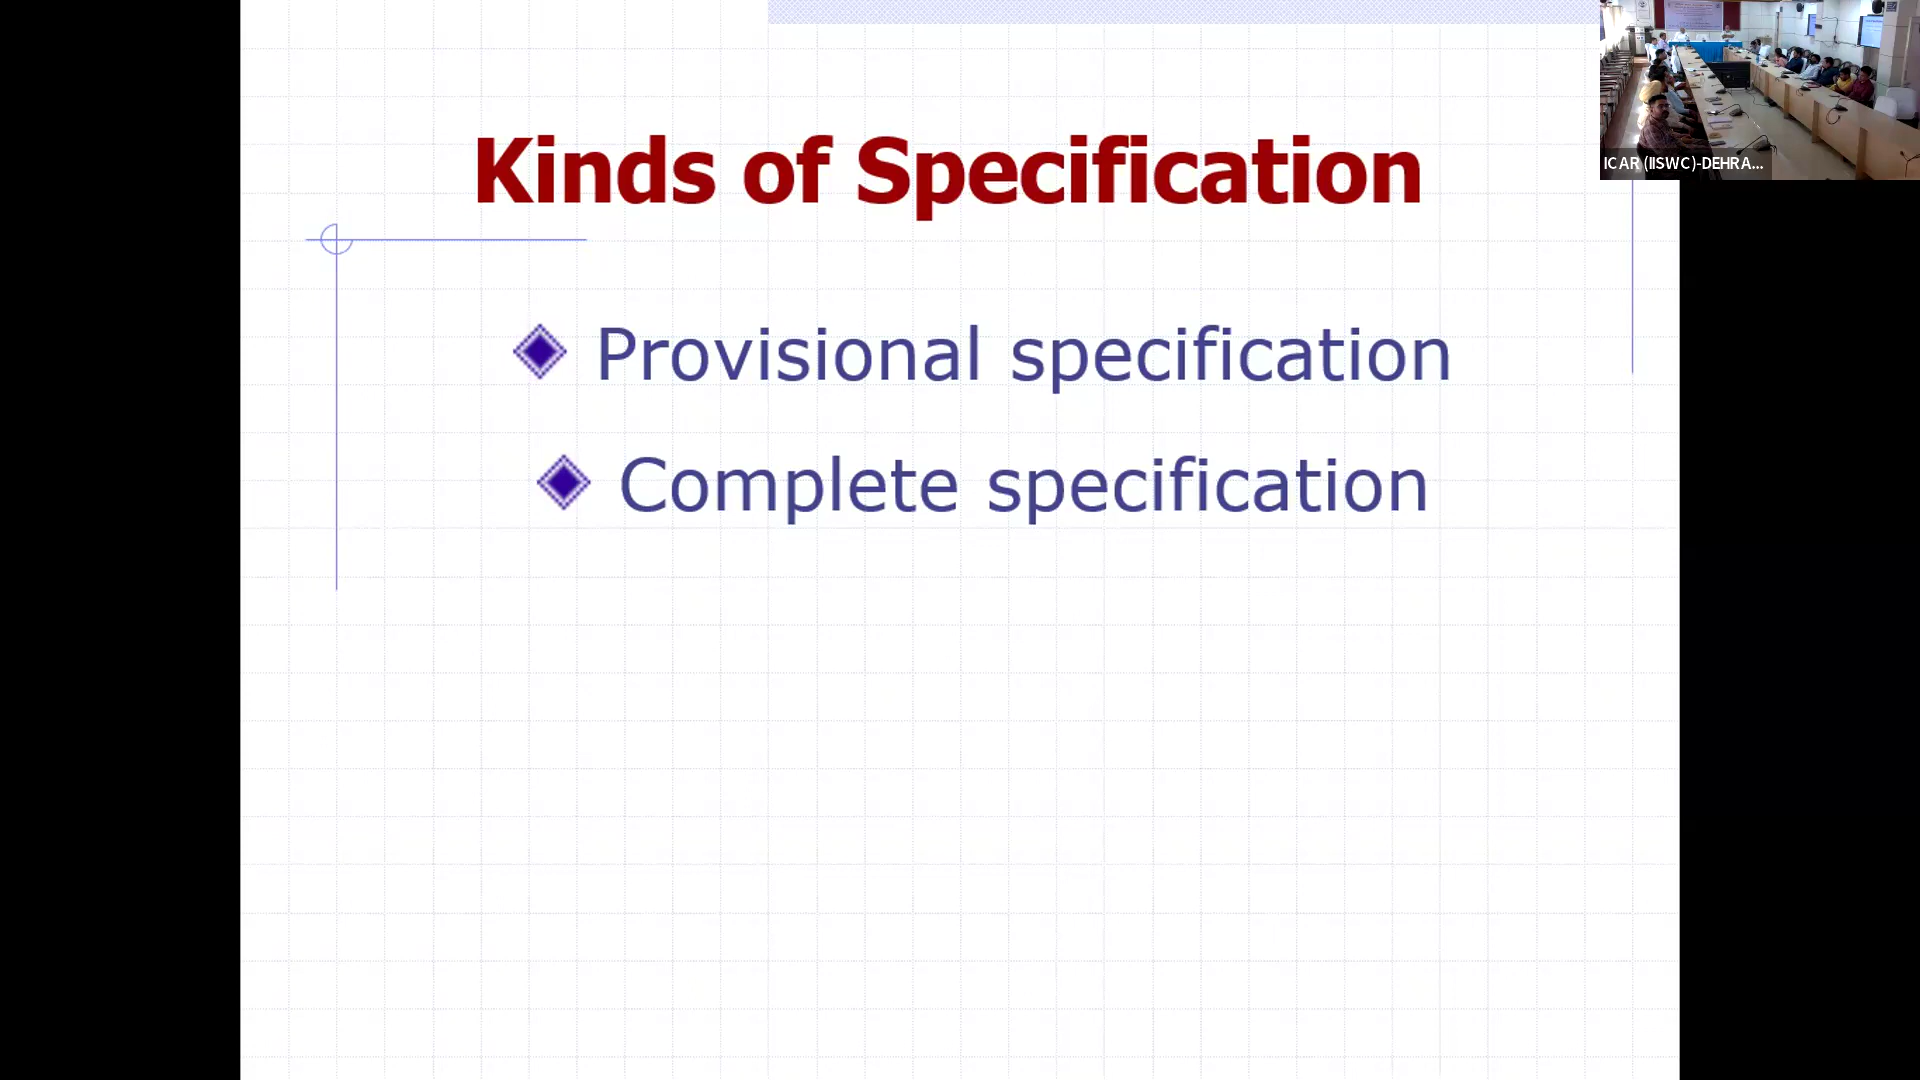 Kinds of Specification
Provisional specification
Complete specification
ICAR (IISWC)-DEHRA...